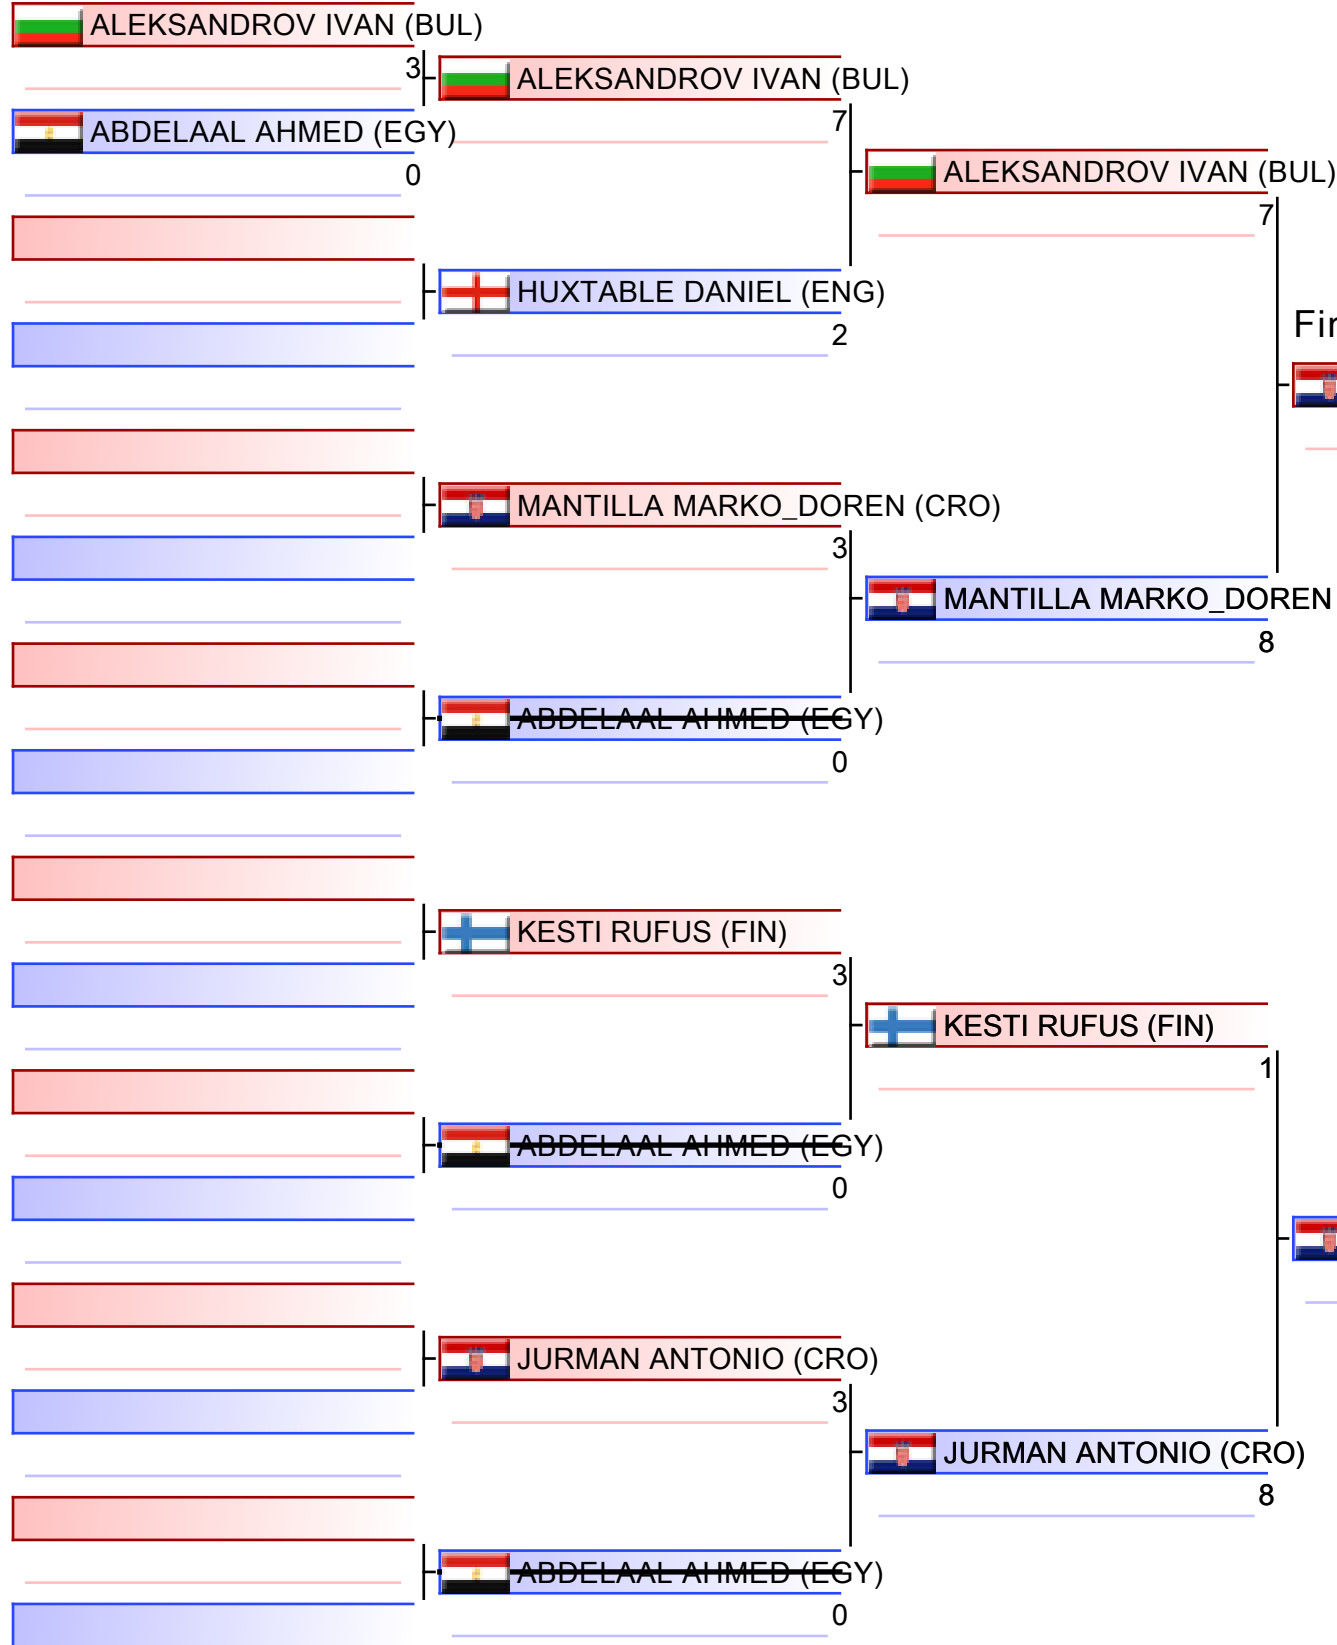 ALEKSANDROV IVAN (BUL)
3
ABDELAAL AHMED (EGY)
0
ALEKSANDROV IVAN (BUL)
7
HUXTABLE DANIEL (ENG)
2
MANTILLA MARKO_DOREN (CRO)
3
ABDELAAL AHMED (EGY)
0
KESTI RUFUS (FIN)
3
ABDELAAL AHMED (EGY)
0
JURMAN ANTONIO (CRO)
3
ABDELAAL AHMED (EGY)
0
ALEKSANDROV IVAN (BUL)
7
MANTILLA MARKO_DOREN
8
KESTI RUFUS (FIN)
1
JURMAN ANTONIO (CRO)
8